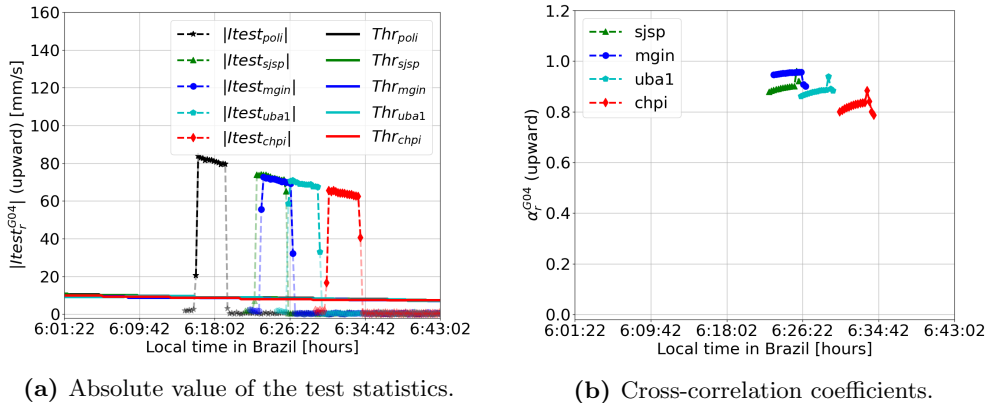 160
140
120
100
80
60
40
20
0
|Itest_r^G04| (upward) [mm/s]
|Itest_poli|
|Itest_sjsp|
|Itest_mgin|
|Itest_uba1|
|Itest_chpi|
Thr_poli
Thr_sjsp
Thr_mgin
Thr_uba1
Thr_chpi
6:01:22 6:09:42 6:18:02 6:26:22 6:34:42 6:43:02
Local time in Brazil [hours]
(a) Absolute value of the test statistics.
1.2
1.0
0.8
0.6
0.4
0.2
0.0
α_r^G04 (upward)
sjsp
mgin
uba1
chpi
6:01:22 6:09:42 6:18:02 6:26:22 6:34:42 6:43:02
Local time in Brazil [hours]
(b) Cross-correlation coefficients.